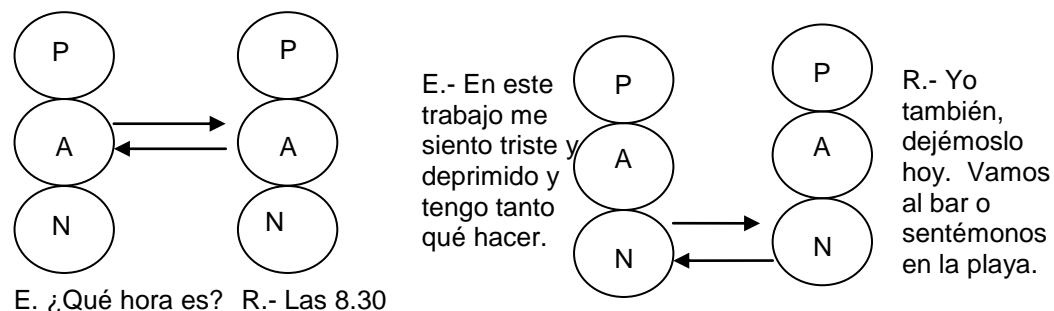 P
P
A
A
N
N
E. ¿Qué hora es? R.- Las 8.30
E.- En este
trabajo me
siento triste y
deprimido y
tengo tanto
qué hacer.
P
P
A
A
N
N
R.- Yo
también,
dejémoslo
hoy. Vamos
al bar o
sentémonos
en la playa.